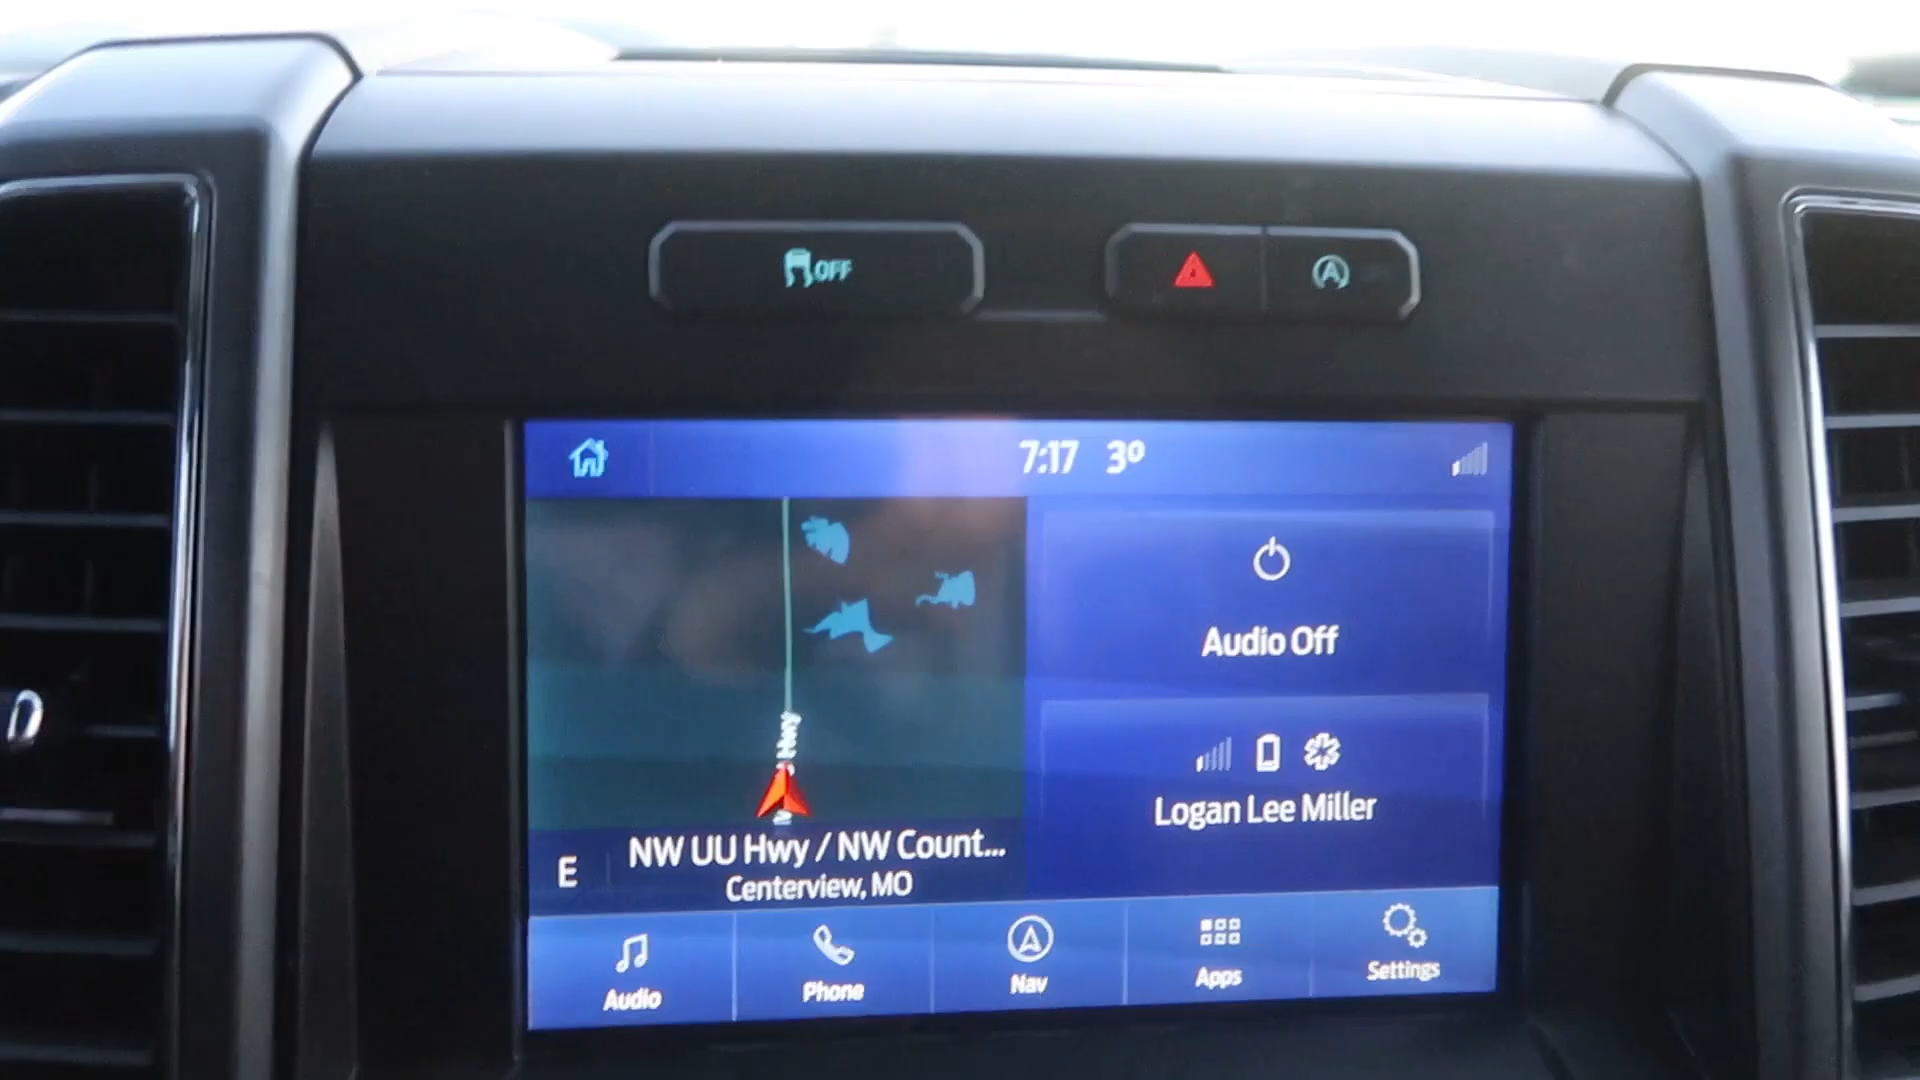 OFF
A
7:17 3º
Audio Off
Hwy
Logan Lee Miller
E
NW UU Hwy / NW Count...
Centerview, MO
Audio
Phone
Nav
Apps
Settings